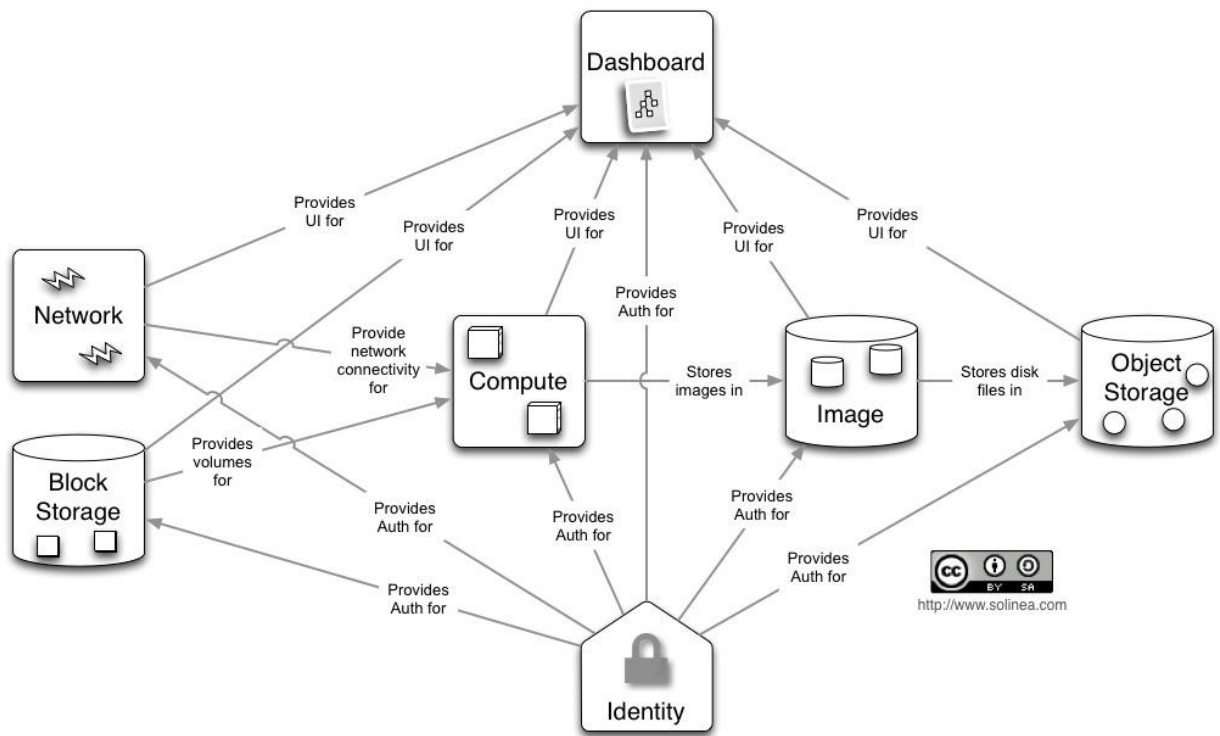 Dashboard
Provides
UI for
Provides
UI for
Provides
UI for
Provides
UI for
Provides
UI for
Network
Provides
Auth for
Provide
network
connectivity
for
Compute
Stores
images in
Image
Stores disk
files in
Object
Storage
Block
Storage
Provides
volumes
for
Provides
Auth for
Provides
Auth for
Provides
Auth for
Provides
Auth for
Provides
Auth for
cc
BY SA
http://www.solinea.com
Identity